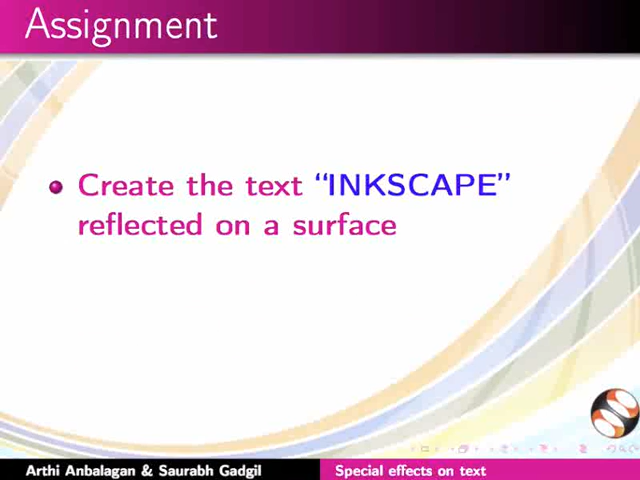 Assignment
Create the text “INKSCAPE”
reflected on a surface
Arthi Anbalagan & Saurabh Gadgil
Special effects on text